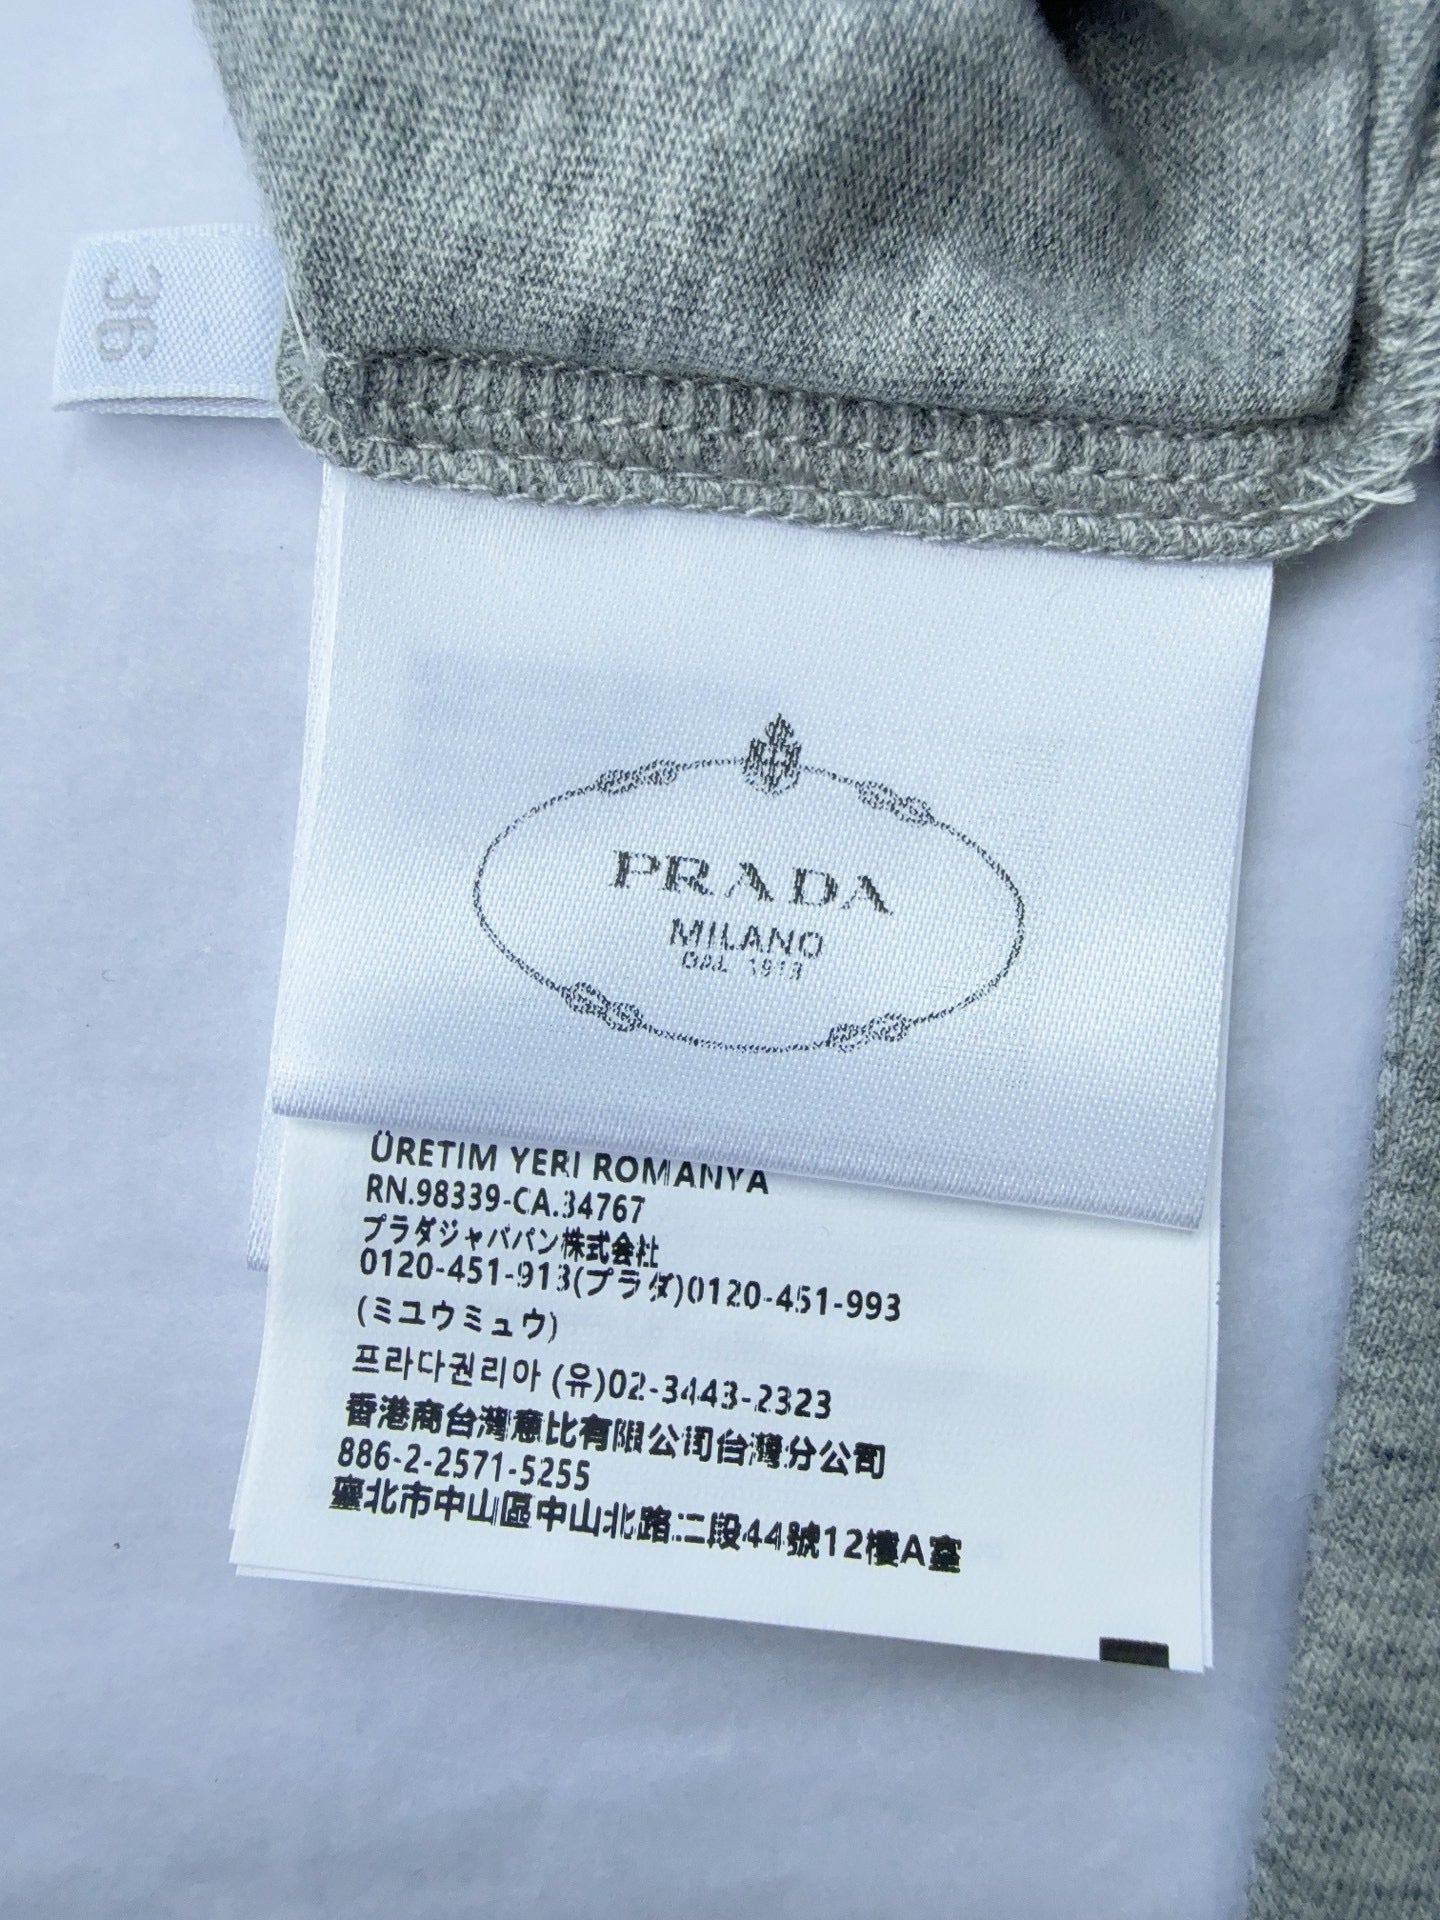 36
PRADA
MILANO
DAL 1913
ÜRETIM YERI ROMANYA
RN.98339-CA.34767
プラダジャパパン株式会社
0120-451-913(プラダ)0120-451-993
(ミユウミュウ)
프라다퀀리아 (유)02-3443-2323
香港商台灣意比有限公司台灣分公司
886-2-2571-5255
臺北市中山區中山北路二段44號12樓A室